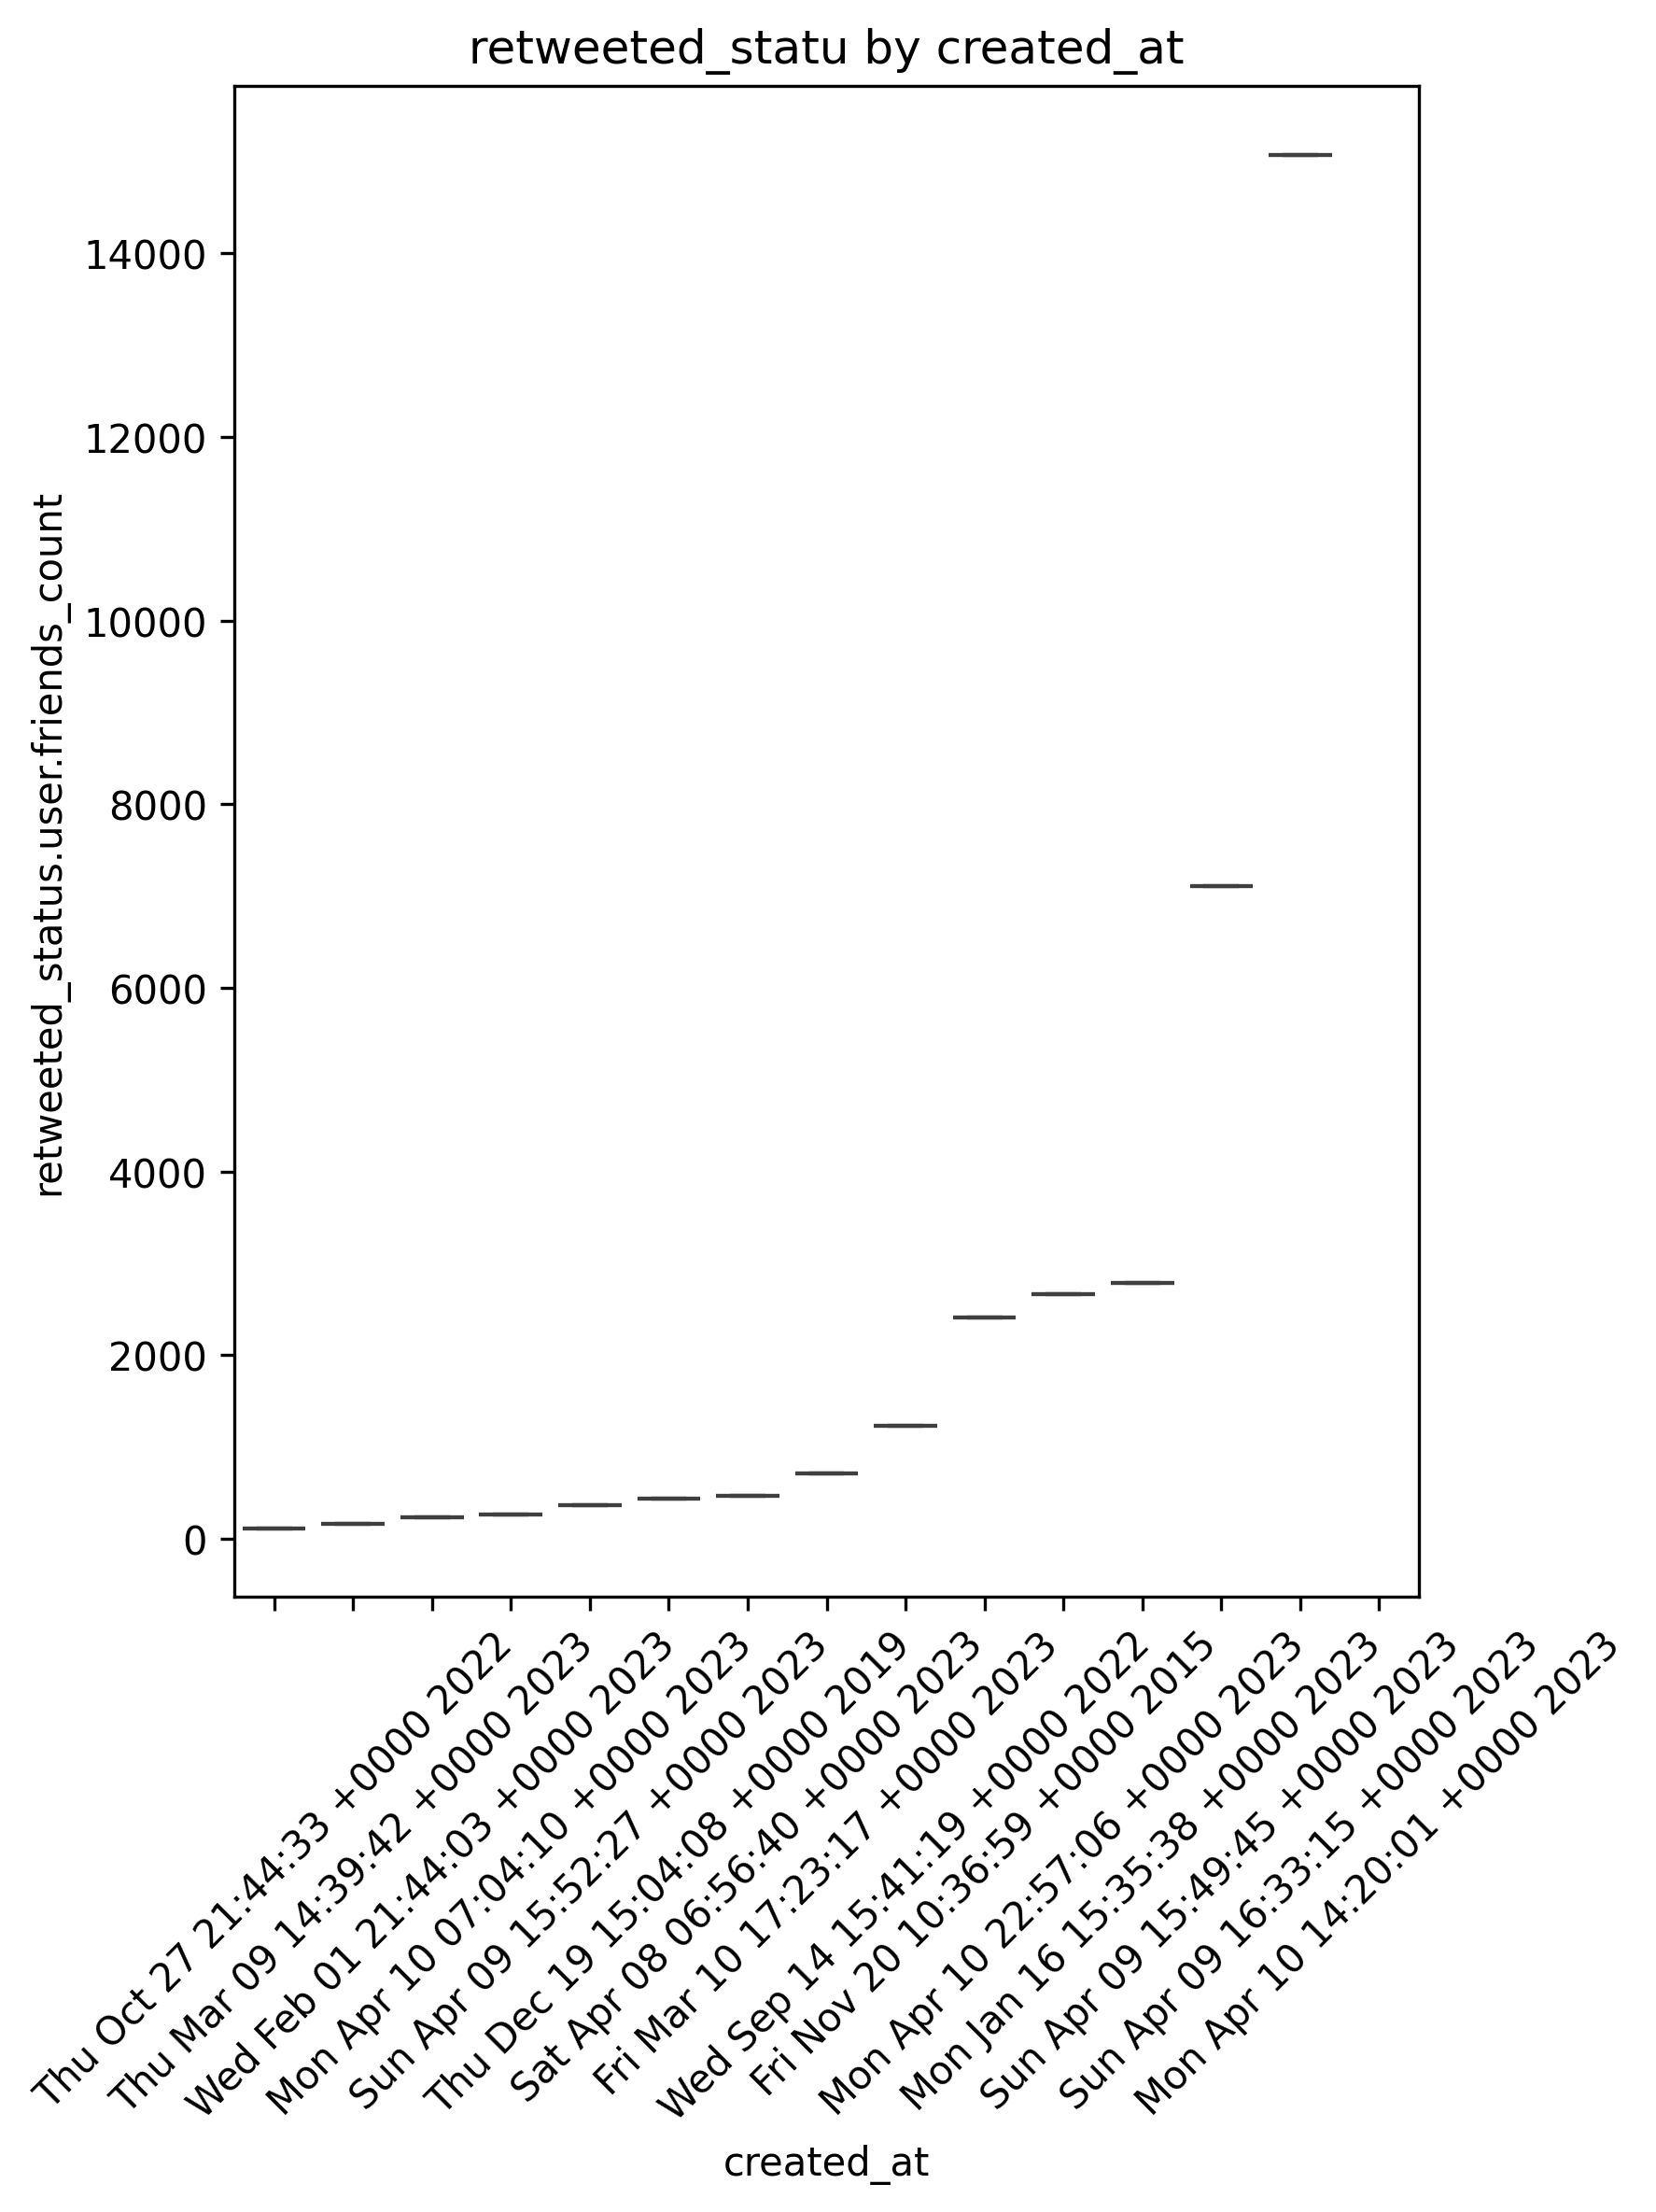 retweeted_statu by created_at
retweeted_status.user.friends_count
14000
12000
10000
8000
6000
4000
2000
0
Thu Oct 27 21:44:33 +0000 2022
Thu Mar 09 14:39:42 +0000 2023
Wed Feb 01 21:44:03 +0000 2023
Mon Apr 10 07:04:10 +0000 2023
Sun Apr 09 15:52:27 +0000 2023
Thu Dec 19 15:04:08 +0000 2019
Sat Apr 08 06:56:40 +0000 2023
Fri Mar 10 17:23:17 +0000 2023
Wed Sep 14 15:41:19 +0000 2022
Fri Nov 20 10:36:59 +0000 2015
Mon Apr 10 22:57:06 +0000 2023
Mon Jan 16 15:35:38 +0000 2023
Sun Apr 09 15:49:45 +0000 2023
Sun Apr 09 16:33:15 +0000 2023
Mon Apr 10 14:20:01 +0000 2023
created_at